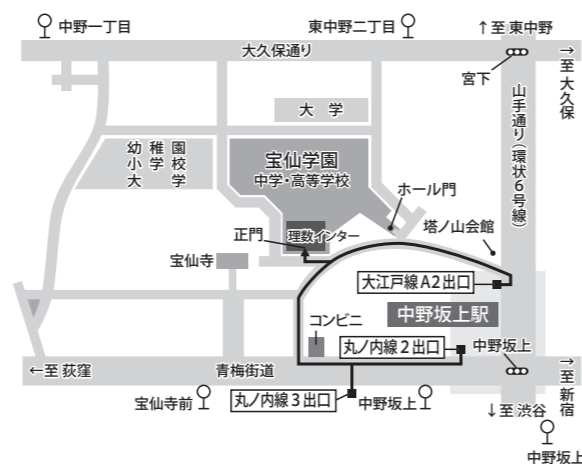 中野一丁目
東中野二丁目
↑至 東中野
大久保通り
→至 大久保
宮下
大学
幼稚園
小学校
大学
宝仙学園
中学・高等学校
山手通り(環状6号線)
ホール門
理数インター
正門
塔ノ山会館
宝仙寺
大江戸線A2出口
中野坂上駅
コンビニ
丸ノ内線2出口
中野坂上
←至 荻窪
青梅街道
→至 新宿
宝仙寺前
丸ノ内線3出口
中野坂上
↓至 渋谷
中野坂上